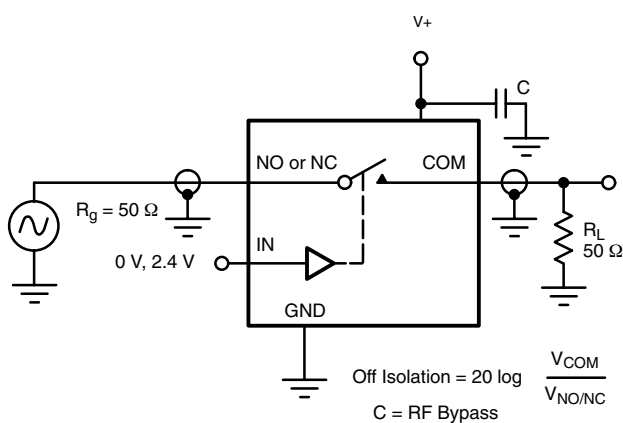 V+
C
NO or NC
COM
R_g = 50 Ω
IN
0 V, 2.4 V
R_L
50 Ω
GND
Off Isolation = 20 log V_COM / V_NO/NC
C = RF Bypass